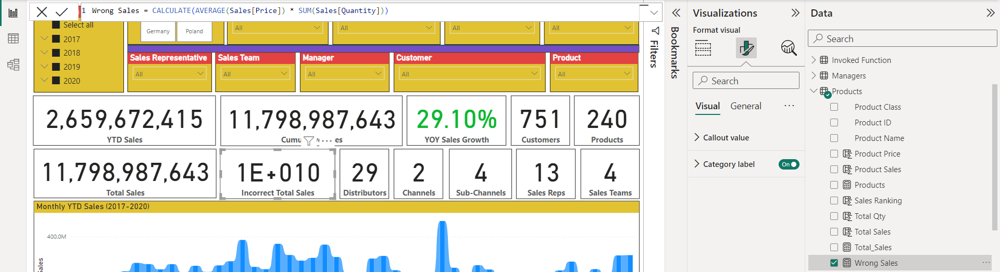 1 Wrong Sales = CALCULATE(AVERAGE(Sales[Price]) * SUM(Sales[Quantity]))
Select all
2017
2018
2019
2020
Germany
Poland
All
All
All
All
Sales Representative
Sales Team
Manager
Customer
Product
All
All
All
All
All
2,659,672,415
YTD Sales
11,798,987,643
29.10%
YOY Sales Growth
751
Customers
240
Products
11,798,987,643
Total Sales
1E+010
Incorrect Total Sales
29
Distributors
2
Channels
4
Sub-Channels
13
Sales Reps
4
Sales Teams
Monthly YTD Sales (2017-2020)
400.0M
Sales
Filters
Bookmarks
Visualizations
Format visual
Search
Visual
General
Callout value
Category label
On
Data
Search
Invoked Function
Managers
Products
Product Class
Product ID
Product Name
Product Price
Product Sales
Products
Sales Ranking
Total Qty
Total Sales
Total_Sales
Wrong Sales